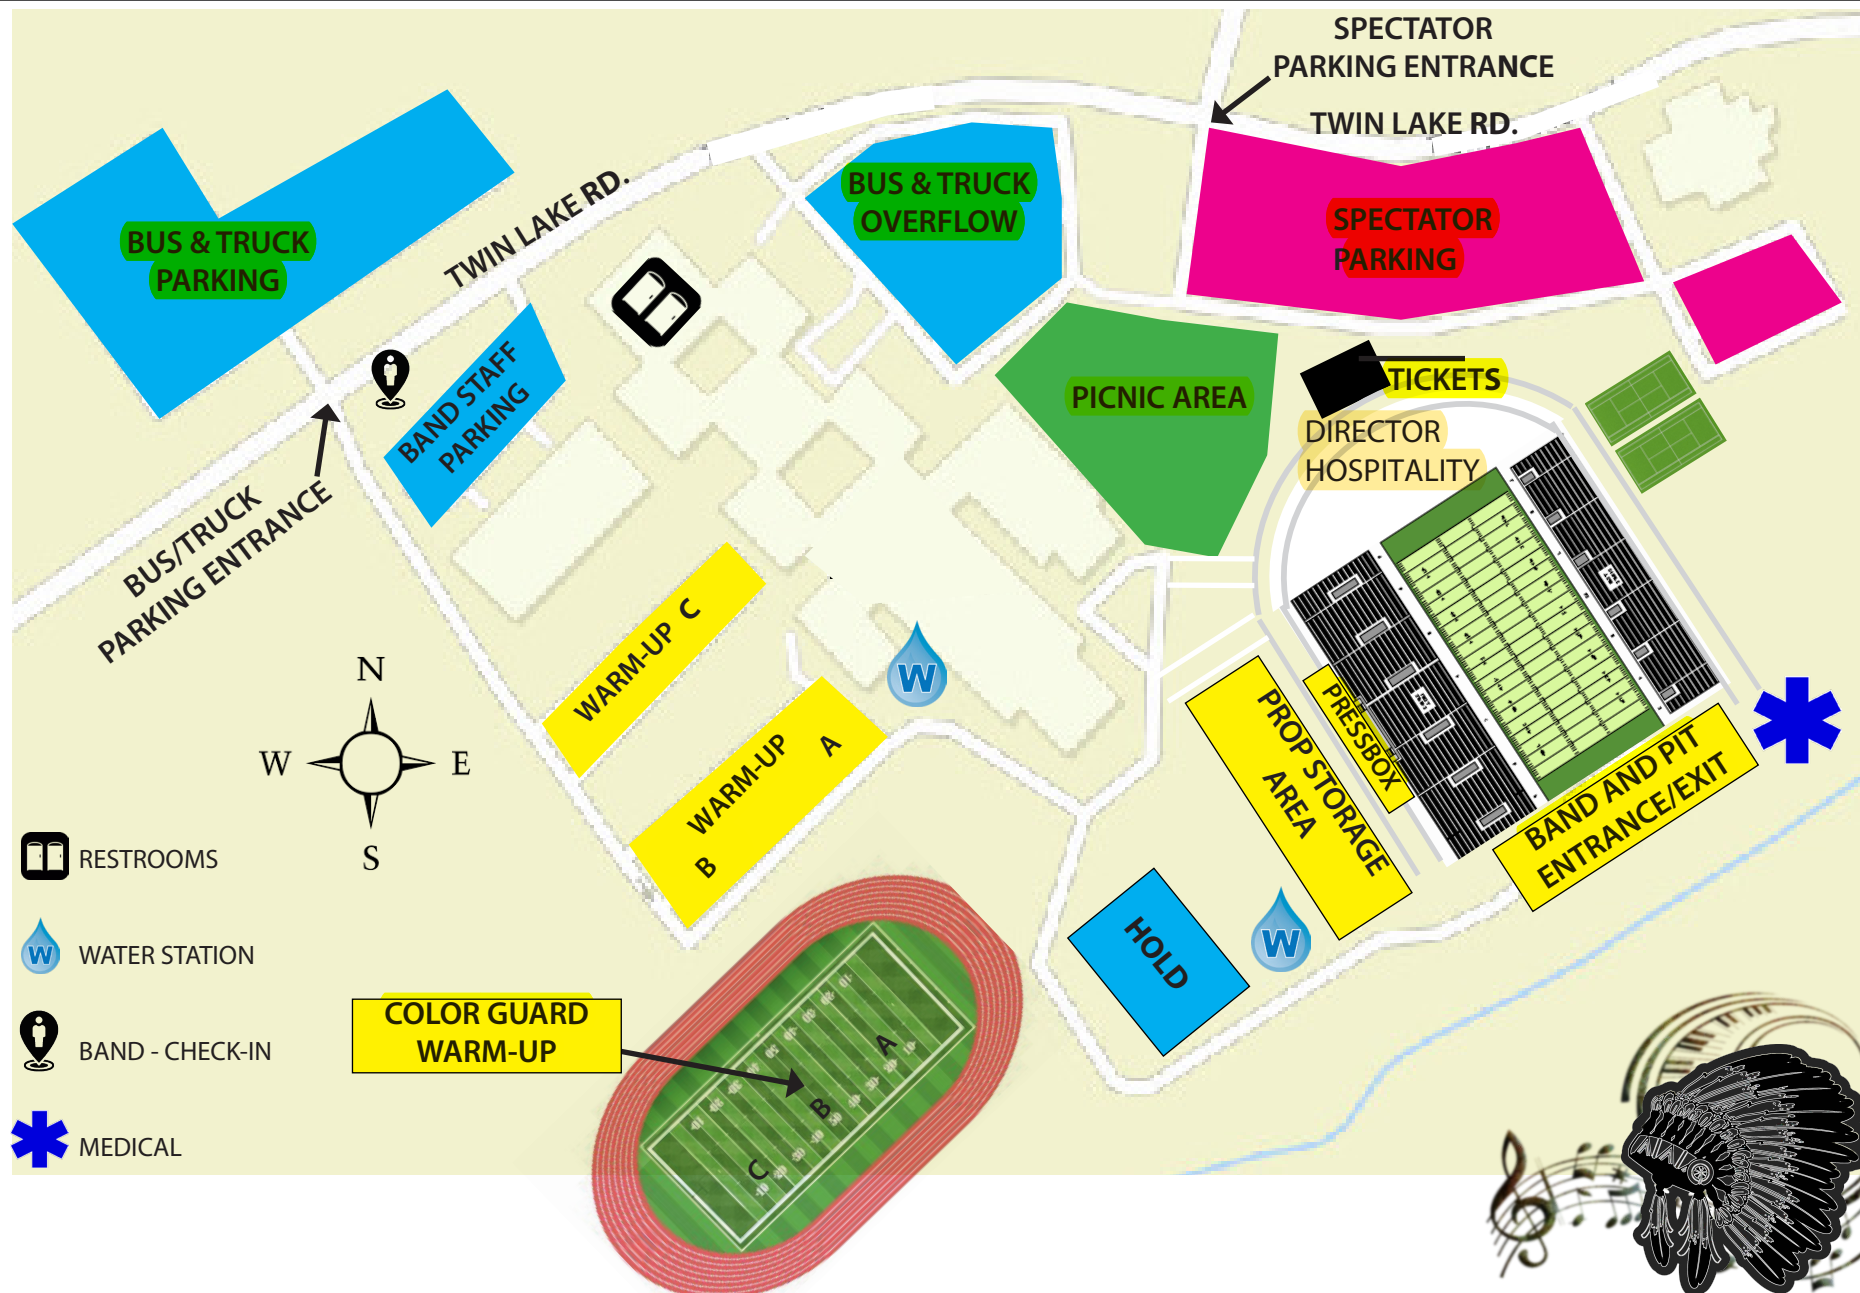 SPECTATOR
PARKING ENTRANCE
TWIN LAKE RD.
BUS & TRUCK
PARKING
TWIN LAKE RD.
BUS & TRUCK
OVERFLOW
SPECTATOR
PARKING
BAND STAFF
PARKING
PICNIC AREA
TICKETS
DIRECTOR
HOSPITALITY
BUS/TRUCK
PARKING ENTRANCE
WARM-UP C
WARM-UP A
B
W
PROP STORAGE
AREA
PRESSBOX
BAND AND PIT
ENTRANCE/EXIT
HOLD
W
N
W E
S
RESTROOMS
W WATER STATION
BAND - CHECK-IN
MEDICAL
COLOR GUARD
WARM-UP
A
B
C